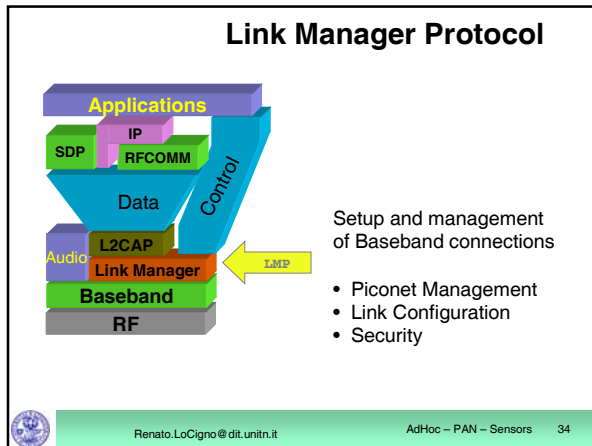 Link Manager Protocol
Applications
IP
SDP
RFCOMM
Control
Data
Audio
L2CAP
Link Manager
LMP
Baseband
RF
Setup and management
of Baseband connections
• Piconet Management
• Link Configuration
• Security
Renato.LoCigno@dit.unitn.it
AdHoc – PAN – Sensors 34